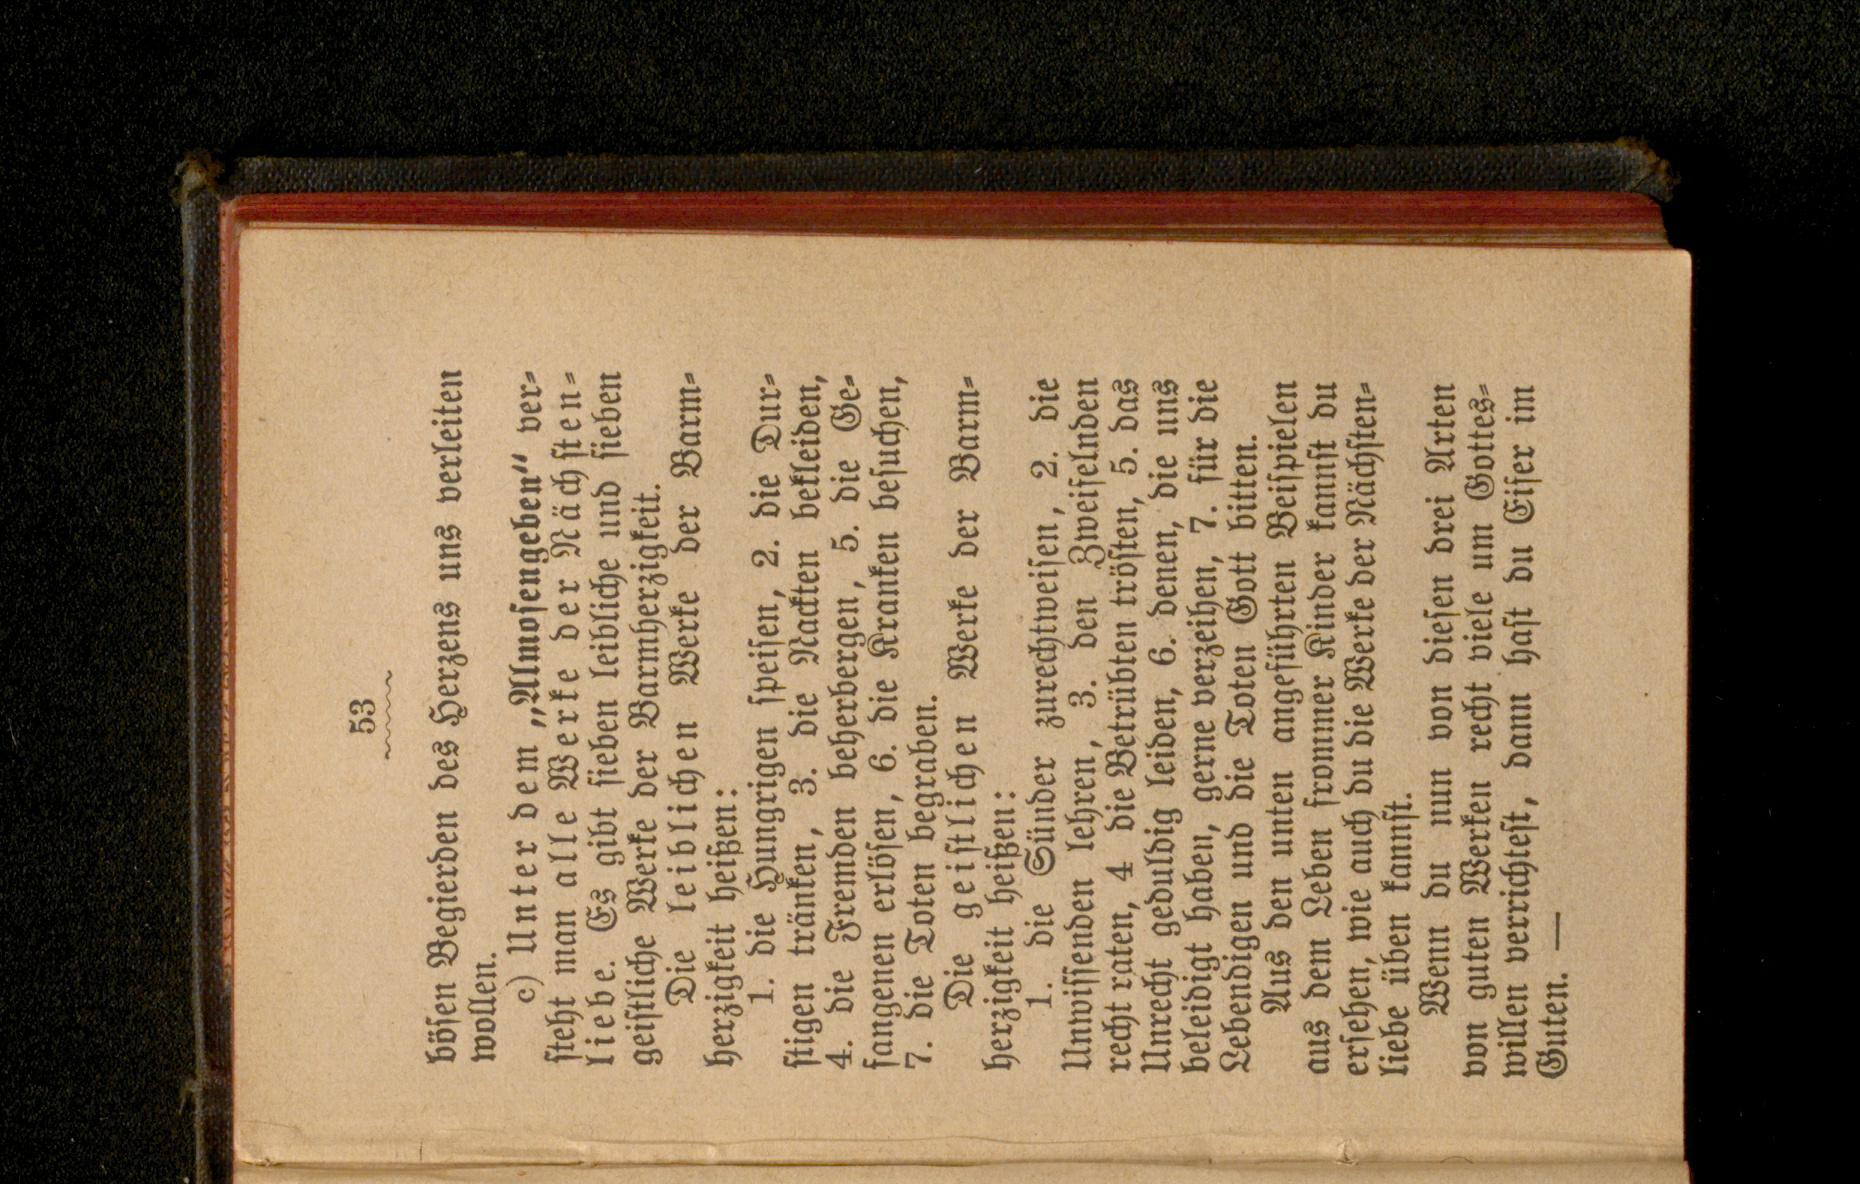 53
bösen Begierden des Herzens uns verleiten
wollen.
c) Unter dem „Almosengeben“ ver-
steht man alle Werke der Nächsten-
liebe. Es gibt sieben leibliche und sieben
geistliche Werke der Barmherzigkeit.
Die leiblichen Werke der Barm-
herzigkeit heißen:
1. die Hungrigen speisen, 2. die Dur-
stigen tränken, 3. die Nackten bekleiden,
4. die Fremden beherbergen, 5. die Ge-
fangenen erlösen, 6. die Kranken besuchen,
7. die Toten begraben.
Die geistlichen Werke der Barm-
herzigkeit heißen:
1. die Sünder zurechtweisen, 2. die
Unwissenden lehren, 3. den Zweifelnden
recht raten, 4 die Betrübten trösten, 5. das
Unrecht geduldig leiden, 6. denen, die uns
beleidigt haben, gerne verzeihen, 7. für die
Lebendigen und die Toten Gott bitten.
Aus den unten angeführten Beispielen
aus dem Leben frommer Kinder kannst du
ersehen, wie auch du die Werke der Nächsten-
liebe üben kannst.
Wenn du nun von diesen drei Arten
von guten Werken recht viele um Gottes-
willen verrichtest, dann hast du Eifer im
Guten. —